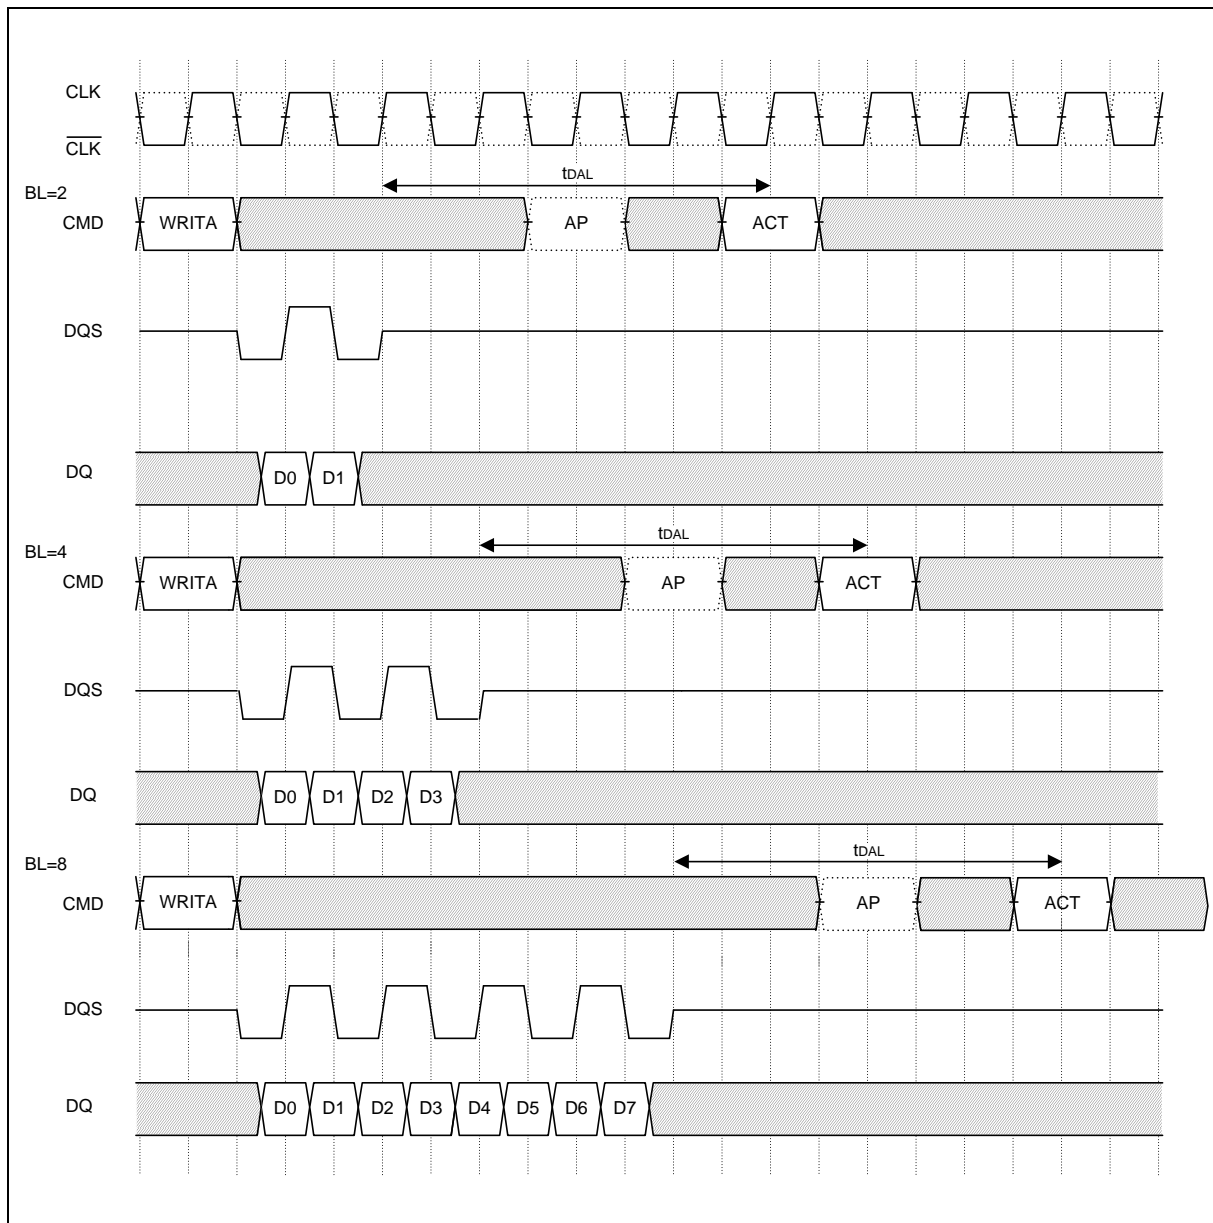 CLK
CLK
tDAL
BL=2
CMD WRITA AP ACT
DQS
DQ D0 D1
tDAL
BL=4
CMD WRITA AP ACT
DQS
DQ D0 D1 D2 D3
tDAL
BL=8
CMD WRITA AP ACT
DQS
DQ D0 D1 D2 D3 D4 D5 D6 D7